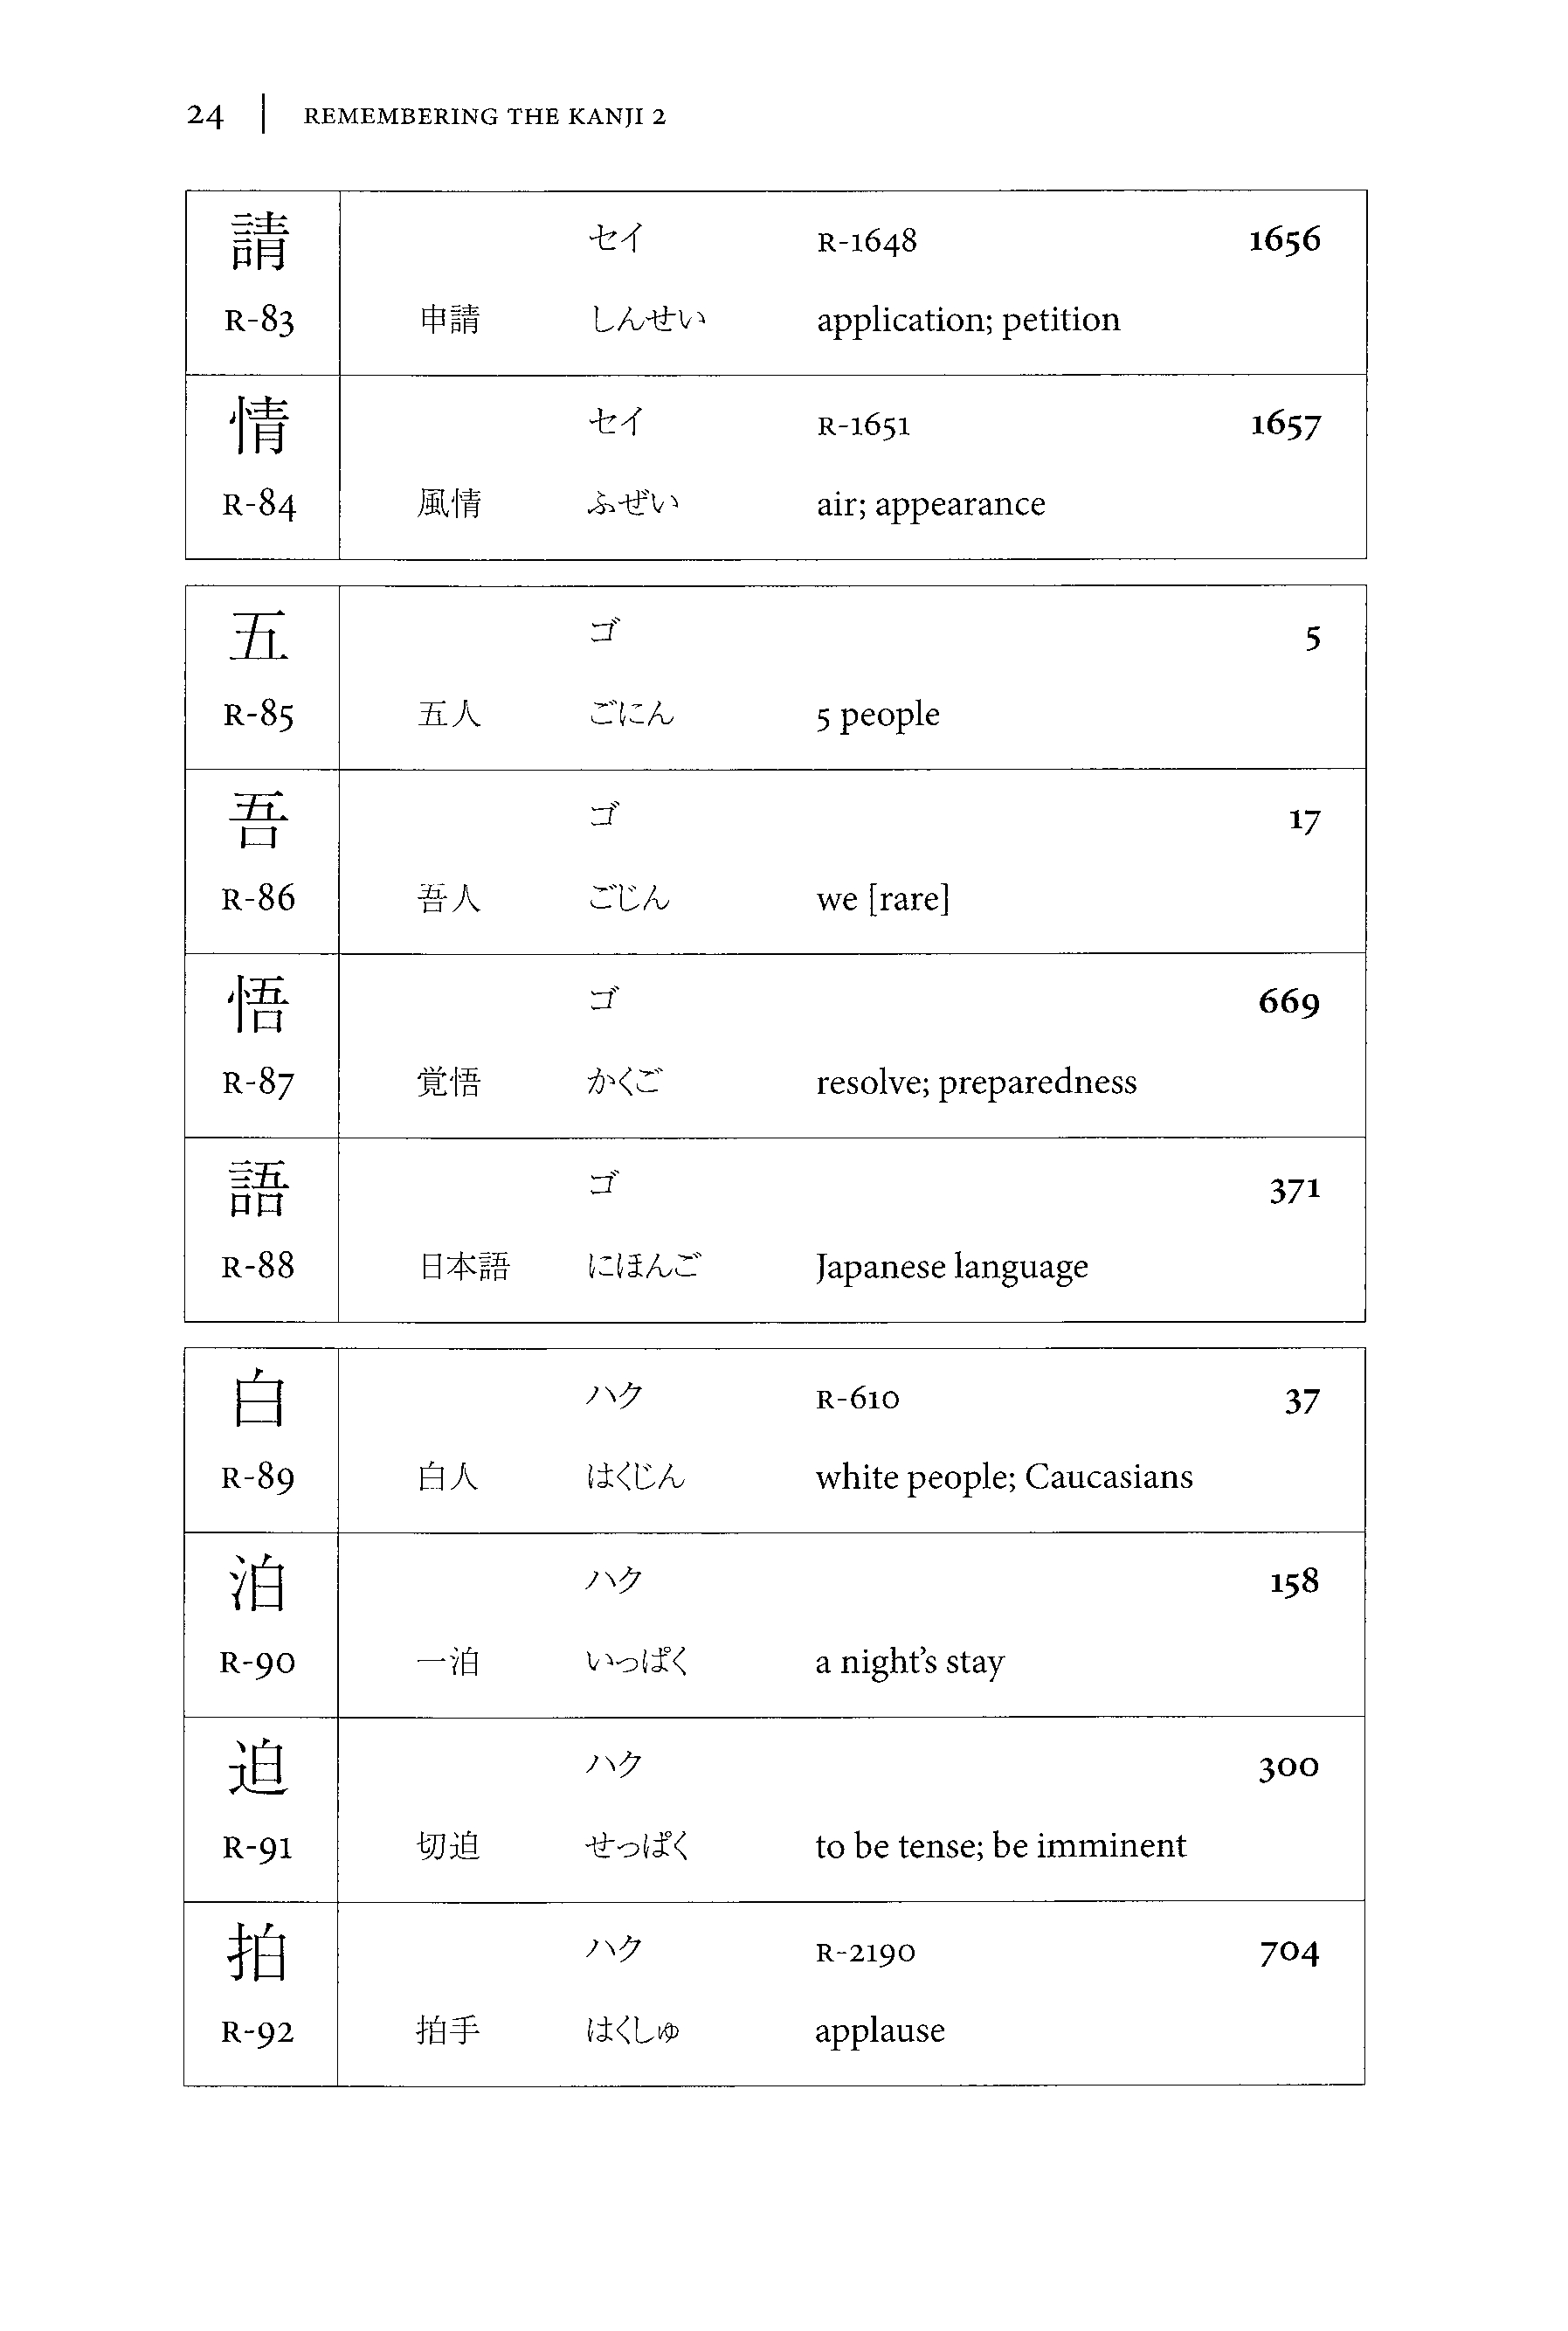 24 | REMEMBERING THE KANJI 2
請 セイ R-1648 1656
R-83 申請 しんせい application; petition
情 セイ R-1651 1657
R-84 風情 ふぜい air; appearance
五 ゴ 5
R-85 五人 ごにん 5 people
吾 ゴ 17
R-86 吾人 ごじん we [rare]
悟 ゴ 669
R-87 覚悟 かくご resolve; preparedness
語 ゴ 371
R-88 日本語 にほんご Japanese language
白 ハク R-610 37
R-89 白人 はくじん white people; Caucasians
泊 ハク 158
R-90 一泊 いっぱく a night's stay
迫 ハク 300
R-91 切迫 せっぱく to be tense; be imminent
拍 ハク R-2190 704
R-92 拍手 はくしゅ applause